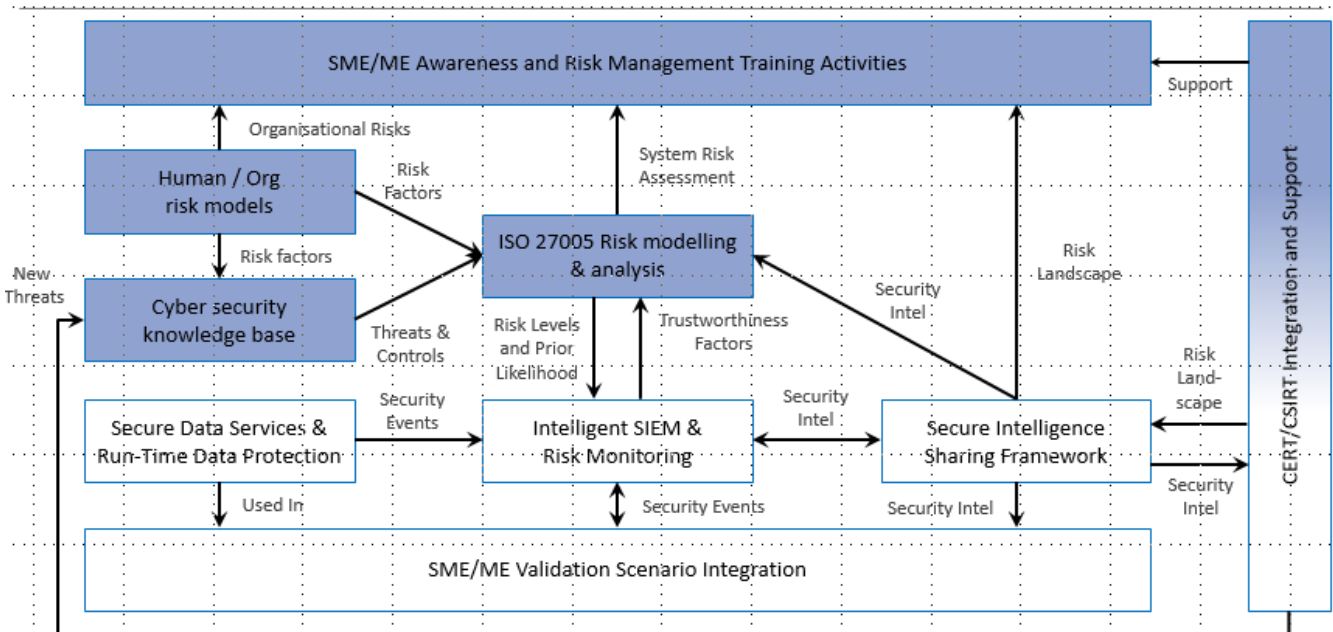 SME/ME Awareness and Risk Management Training Activities
Support
Organisational Risks
Human / Org
risk models
Risk
Factors
System Risk
Assessment
ISO 27005 Risk modelling
& analysis
Risk
Landscape
CERT/CSIRT Integration and Support
Risk factors
New
Threats
Cyber security
knowledge base
Threats &
Controls
Risk Levels
and Prior
Likelihood
Trustworthiness
Factors
Security
Intel
Risk
Land-
scape
Secure Data Services &
Run-Time Data Protection
Security
Events
Intelligent SIEM &
Risk Monitoring
Security
Intel
Secure Intelligence
Sharing Framework
Security
Intel
Used In
Security Events
Security Intel
SME/ME Validation Scenario Integration